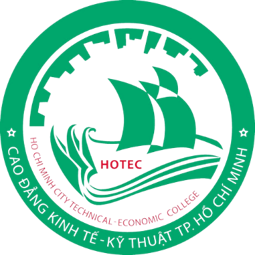 HOTEC
HO CHI MINH CITY TECHNICAL - ECONOMIC COLLEGE
CAO ĐẲNG KINH TẾ - KỸ THUẬT TP. HỒ CHÍ MINH